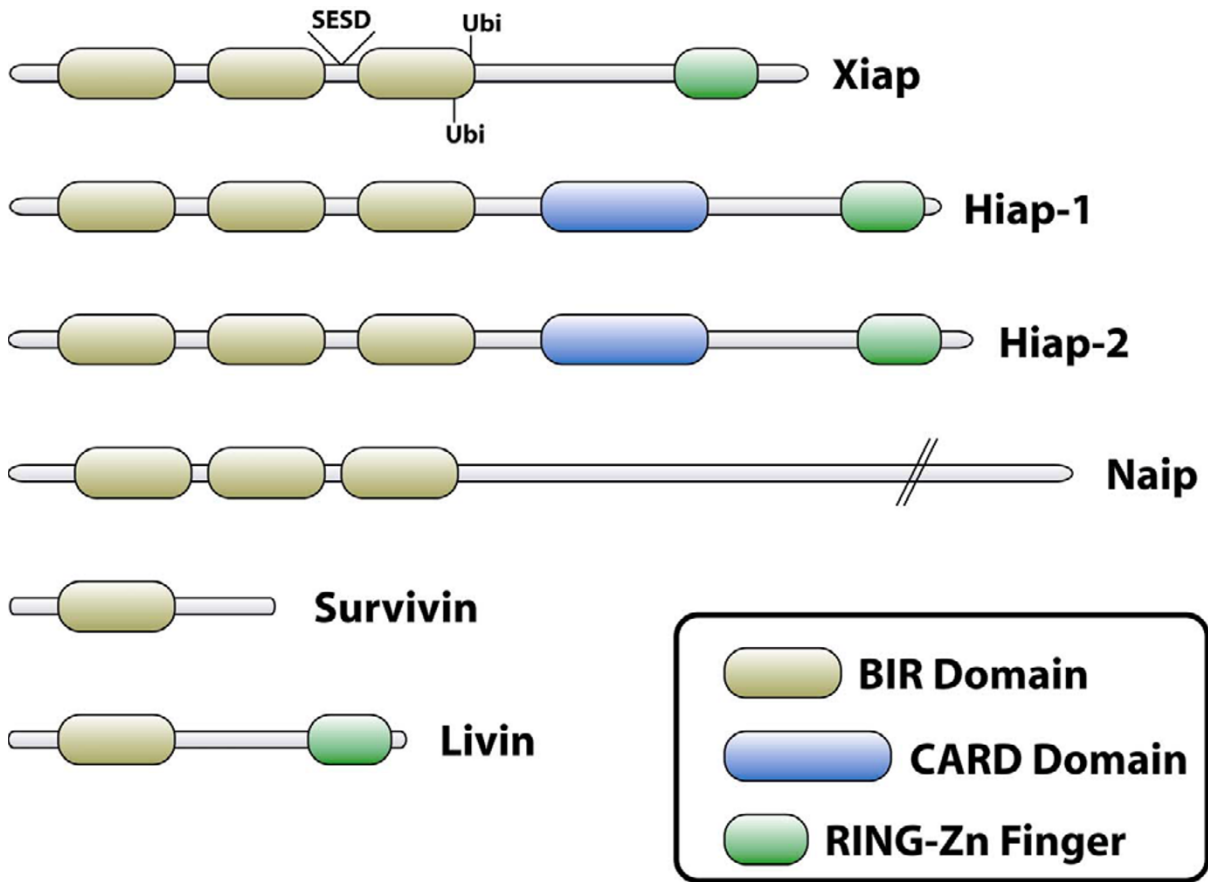 SESD
Ubi
Xiap
Ubi
Hiap-1
Hiap-2
Naip
Survivin
Livin
BIR Domain
CARD Domain
RING-Zn Finger